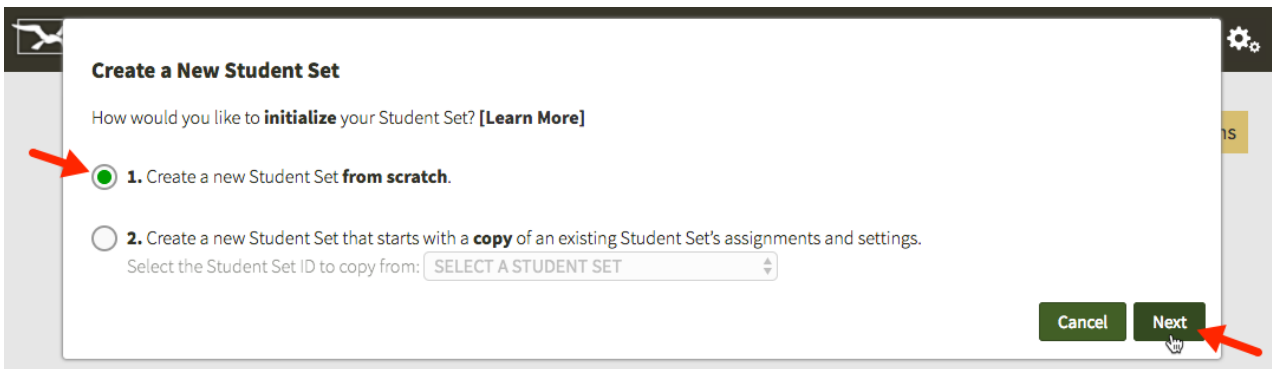 Create a New Student Set
How would you like to initialize your Student Set? [Learn More]
1. Create a new Student Set from scratch.
2. Create a new Student Set that starts with a copy of an existing Student Set's assignments and settings.
Select the Student Set ID to copy from: SELECT A STUDENT SET
Cancel Next